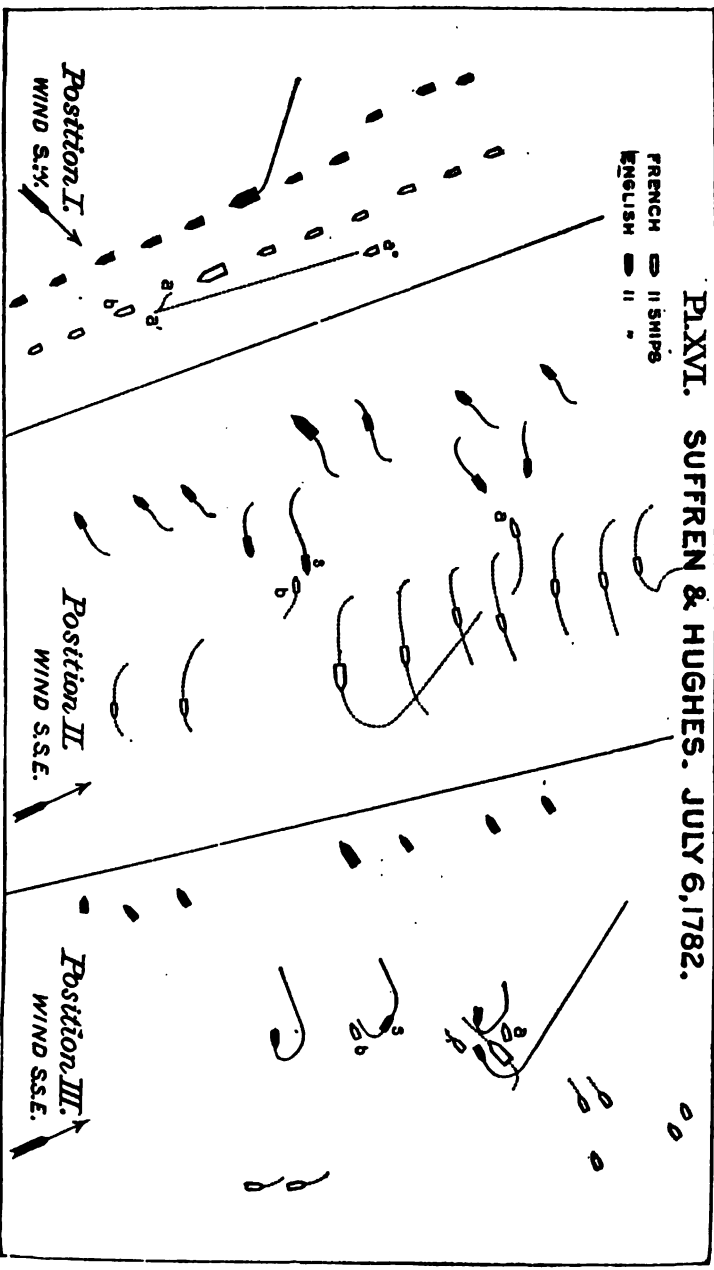 Pl.XVI. SUFFREN & HUGHES. JULY 6, 1782.
FRENCH 11 SHIPS
ENGLISH 11 "
a°
a
a'
b
Position I.
WIND S.W.
a
s
b
Position II.
WIND S.S.E.
a
s
b
Position III.
WIND S.S.E.